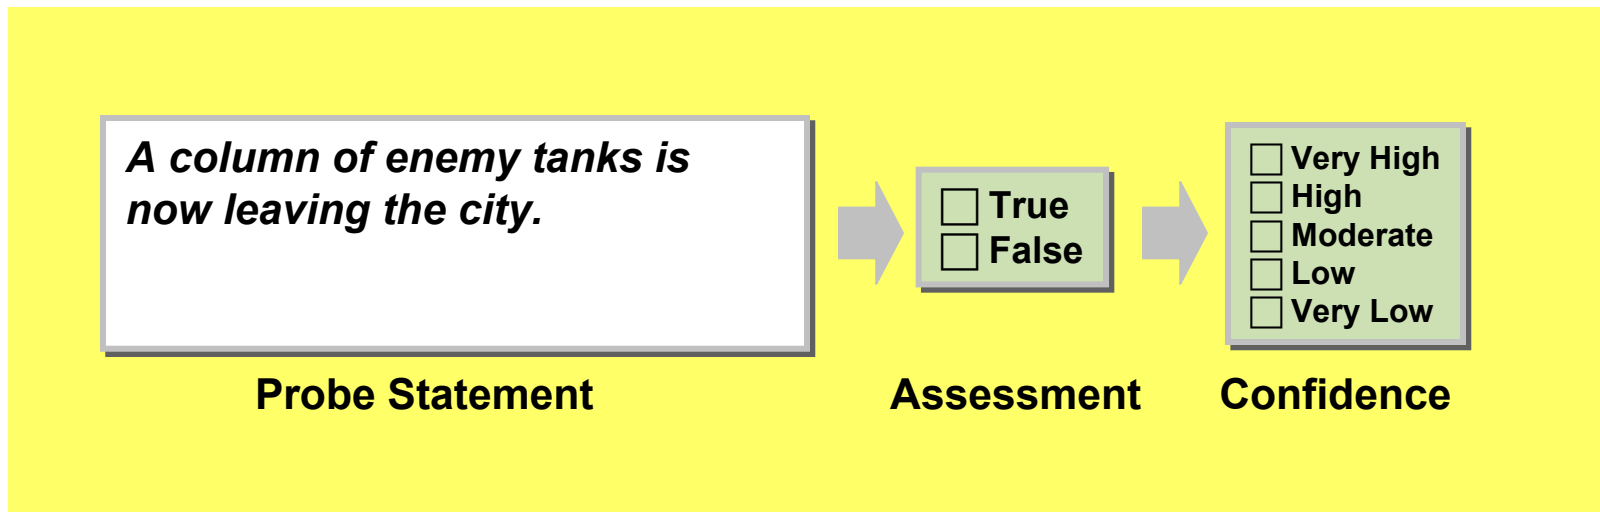 A column of enemy tanks is
now leaving the city.
True
False
Very High
High
Moderate
Low
Very Low
Probe Statement
Assessment
Confidence